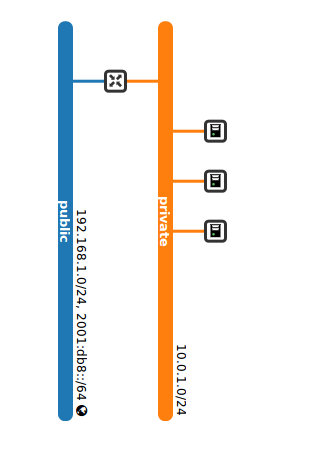 public
192.168.1.0/24, 2001:db8::/64
private
10.0.1.0/24